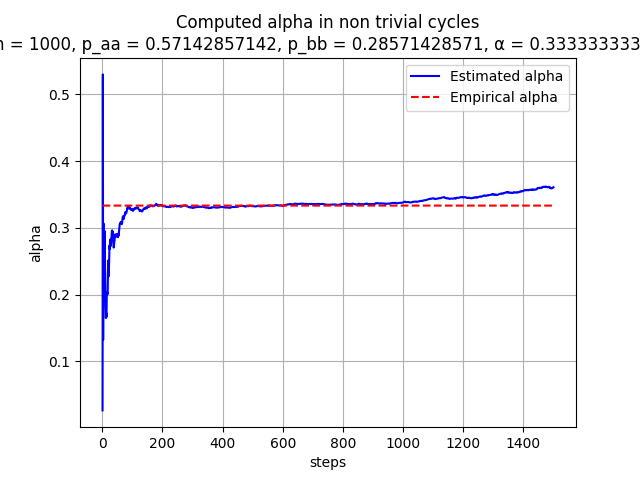 Computed alpha in non trivial cycles
= 1000, p_aa = 0.57142857142, p_bb = 0.28571428571, α = 0.333333333
Estimated alpha
Empirical alpha
alpha
0.5
0.4
0.3
0.2
0.1
0 200 400 600 800 1000 1200 1400
steps